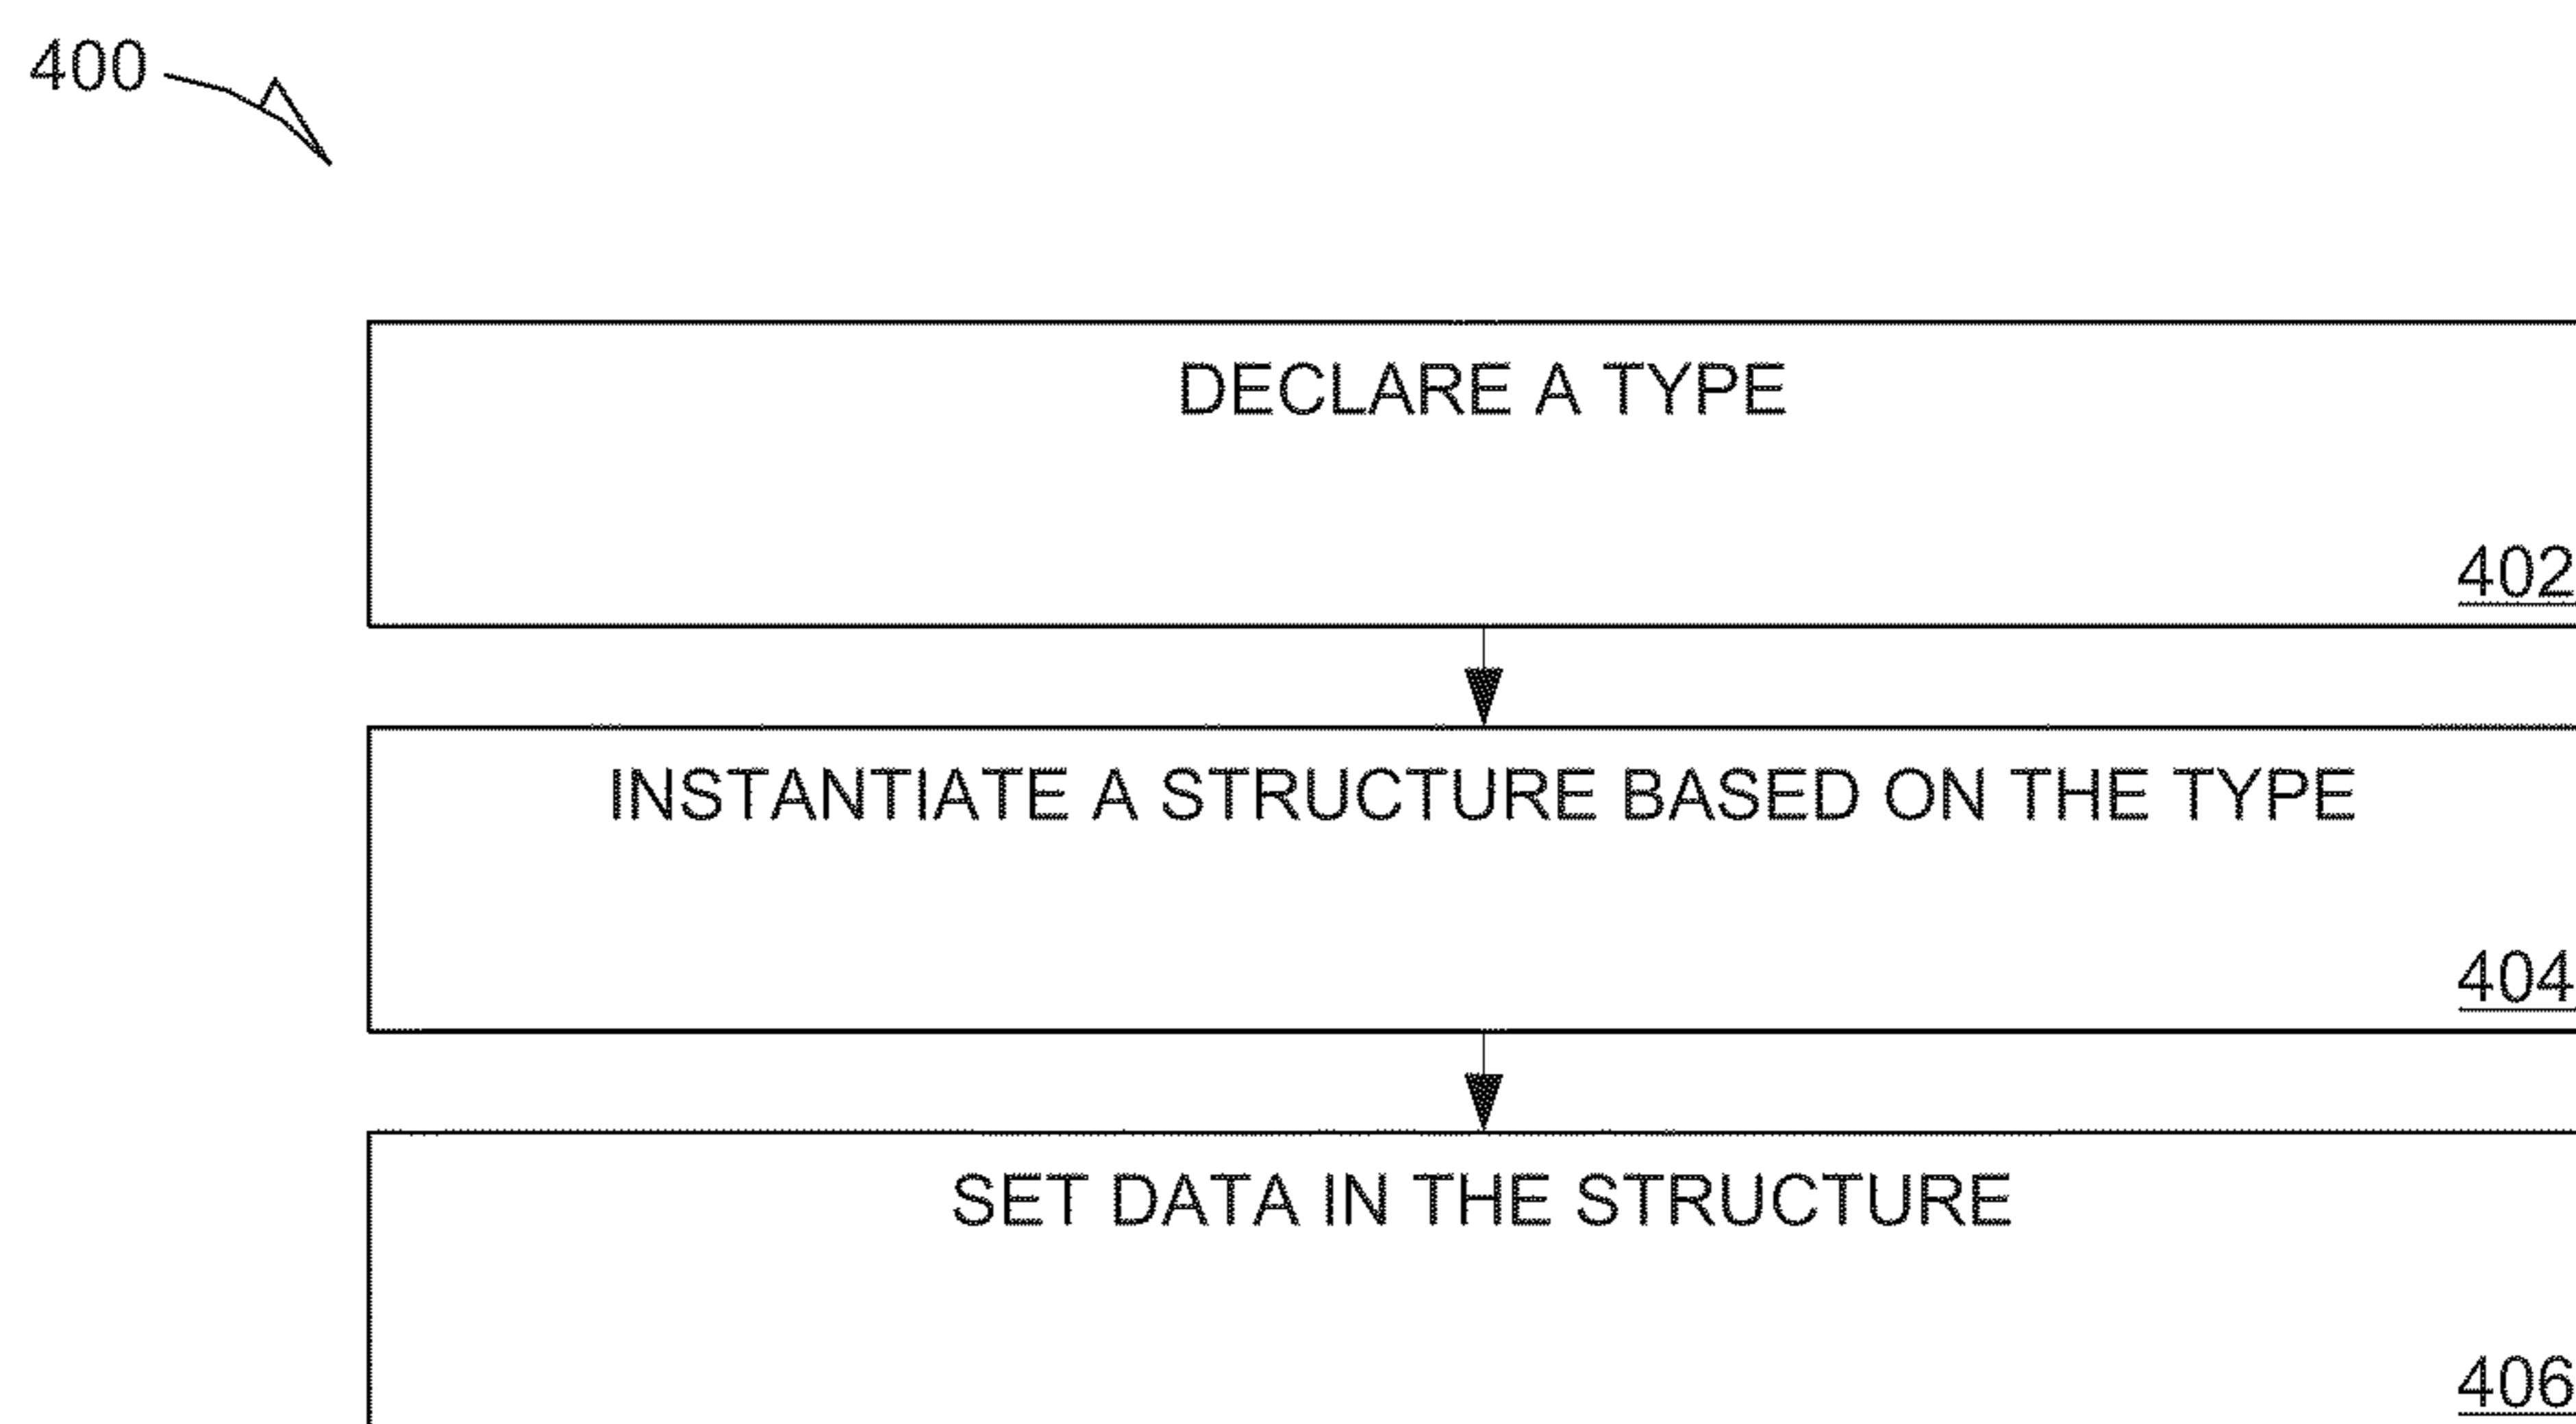 400
DECLARE A TYPE
402
INSTANTIATE A STRUCTURE BASED ON THE TYPE
404
SET DATA IN THE STRUCTURE
406